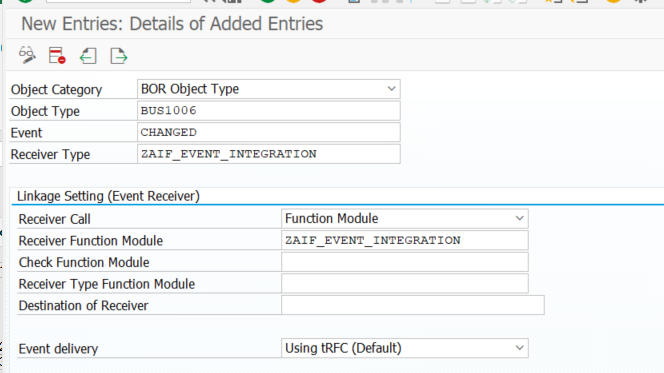 New Entries: Details of Added Entries
Object Category BOR Object Type
Object Type BUS1006
Event CHANGED
Receiver Type ZAIF_EVENT_INTEGRATION
Linkage Setting (Event Receiver)
Receiver Call Function Module
Receiver Function Module ZAIF_EVENT_INTEGRATION
Check Function Module
Receiver Type Function Module
Destination of Receiver
Event delivery Using tRFC (Default)